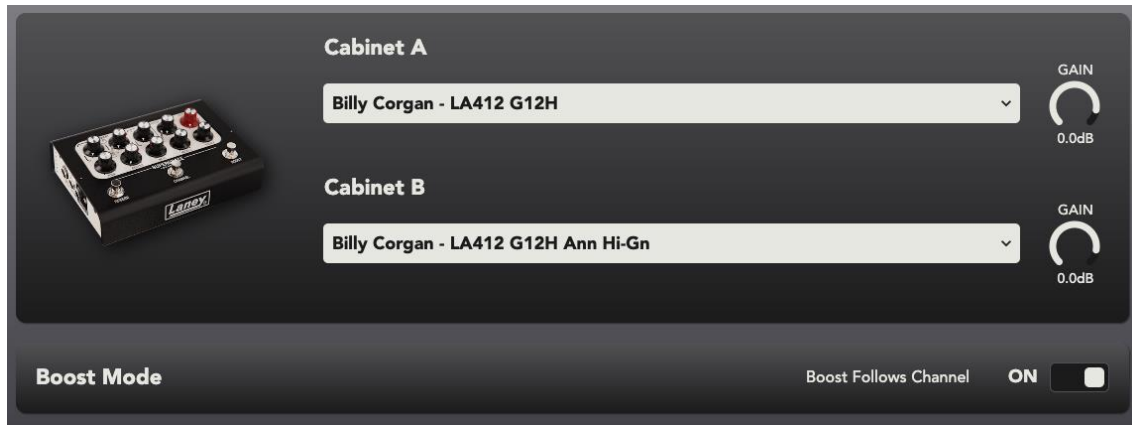 Cabinet A
GAIN
Billy Corgan - LA412 G12H
0.0dB
Laney
Cabinet B
GAIN
Billy Corgan - LA412 G12H Ann Hi-Gn
0.0dB
Boost Mode
Boost Follows Channel
ON